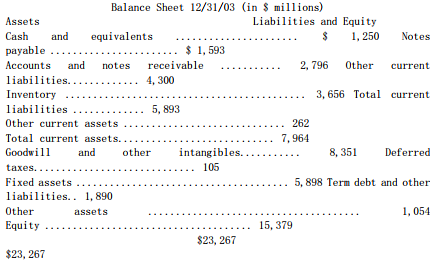 Balance Sheet 12/31/03 (in $ millions)
Assets Liabilities and Equity
Cash and equivalents ..................... $ 1,250 Notes
payable ...................... $ 1,593
Accounts and notes receivable ........... 2,796 Other current
liabilities............. 4,300
Inventory ......................................... 3,656 Total current
liabilities ............. 5,893
Other current assets ............................ 262
Total current assets........................... 7,964
Goodwill and other intangibles........... 8,351 Deferred
taxes............................ 105
Fixed assets ..................................... 5,898 Term debt and other
liabilities.. 1,890
Other assets .................................... 1,054
Equity .................................... 15,379
$23,267
$23,267